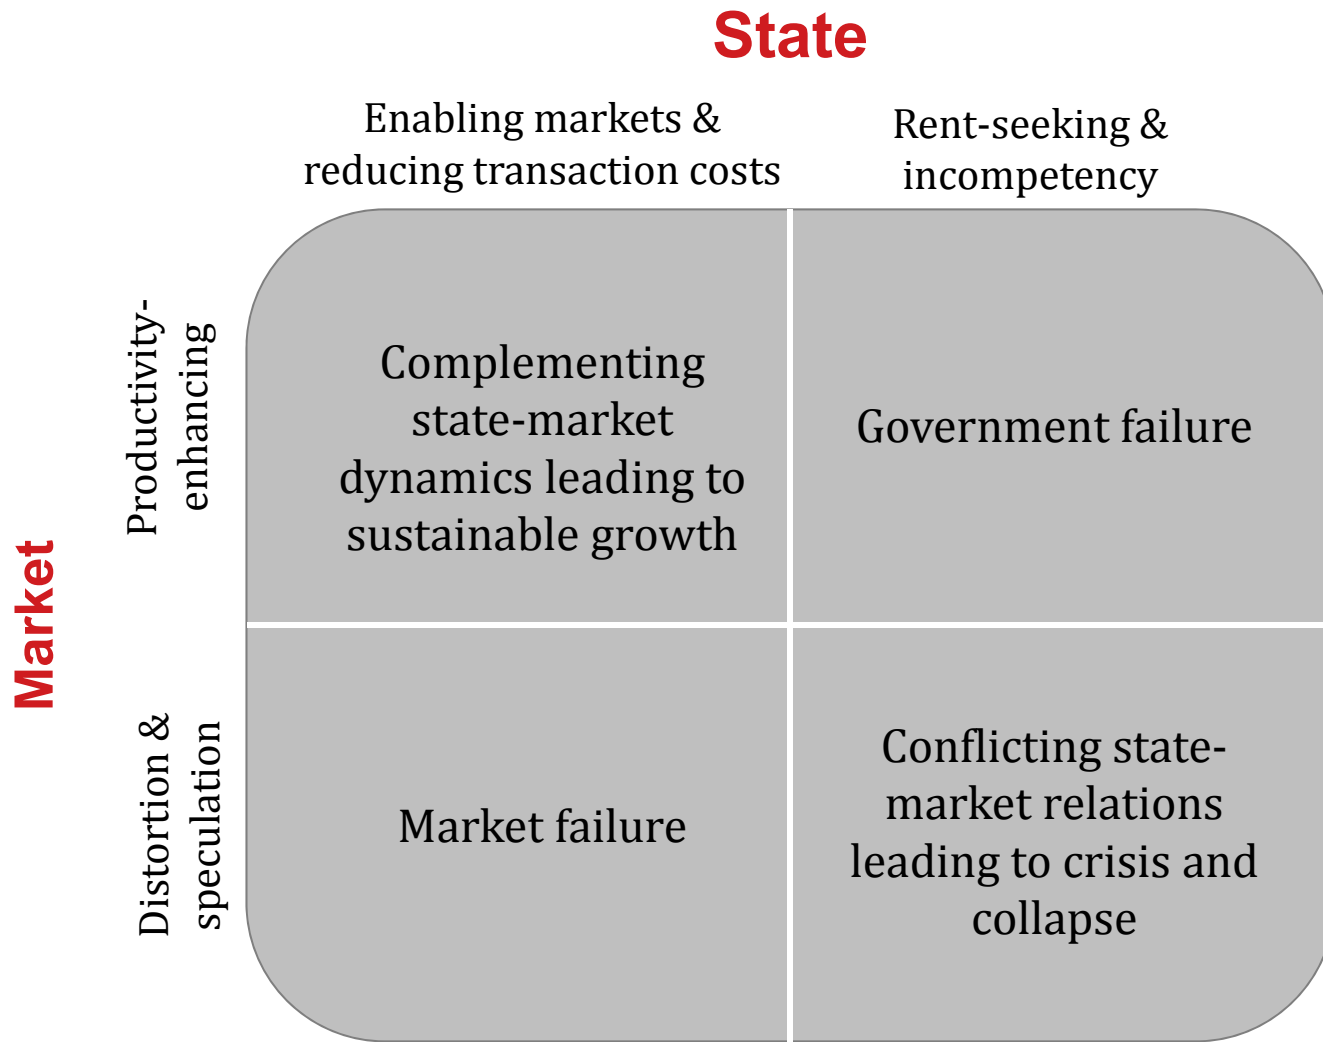 State
Enabling markets &
reducing transaction costs
Rent-seeking &
incompetency
Market
Productivity-
enhancing
Complementing
state-market
dynamics leading to
sustainable growth
Government failure
Distortion &
speculation
Market failure
Conflicting state-
market relations
leading to crisis and
collapse